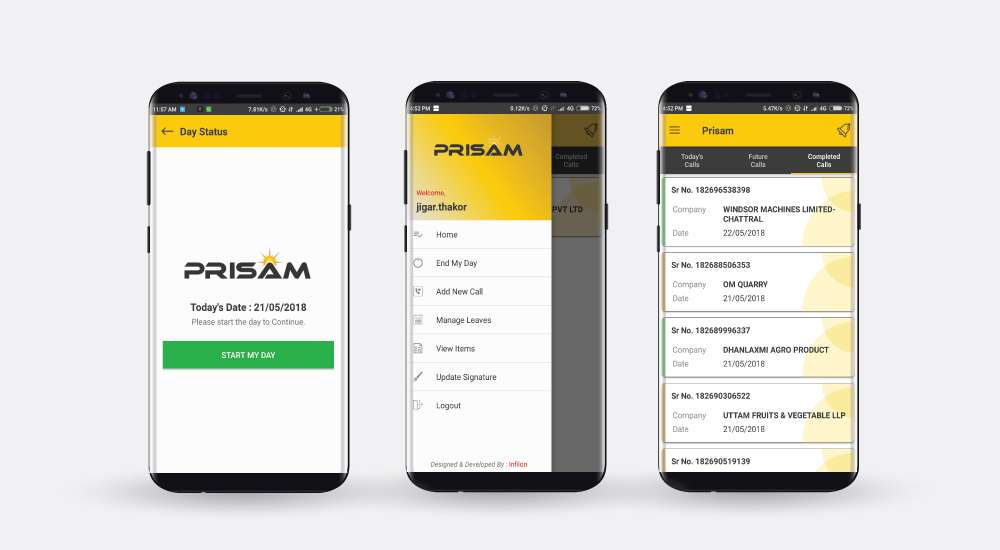 11:57 AM
7.81K/s 4G 21%
Day Status
PRISAM
Today's Date : 21/05/2018
Please start the day to Continue.
START MY DAY
4:52 PM
0.12K/s 4G 72%
PRISAM
Welcome,
jigar.thakor
Home
End My Day
Add New Call
Manage Leaves
View Items
Update Signature
Logout
Designed & Developed By : Infilon
Completed
Calls
PVT LTD
4:52 PM
5.47K/s 4G 72%
Prisam
Today's
Calls
Future
Calls
Completed
Calls
Sr No. 182696538398
Company WINDSOR MACHINES LIMITED-
CHATTRAL
Date 22/05/2018
Sr No. 182688506353
Company OM QUARRY
Date 21/05/2018
Sr No. 182689996337
Company DHANLAXMI AGRO PRODUCT
Date 21/05/2018
Sr No. 182690306522
Company UTTAM FRUITS & VEGETABLE LLP
Date 21/05/2018
Sr No. 182690519139